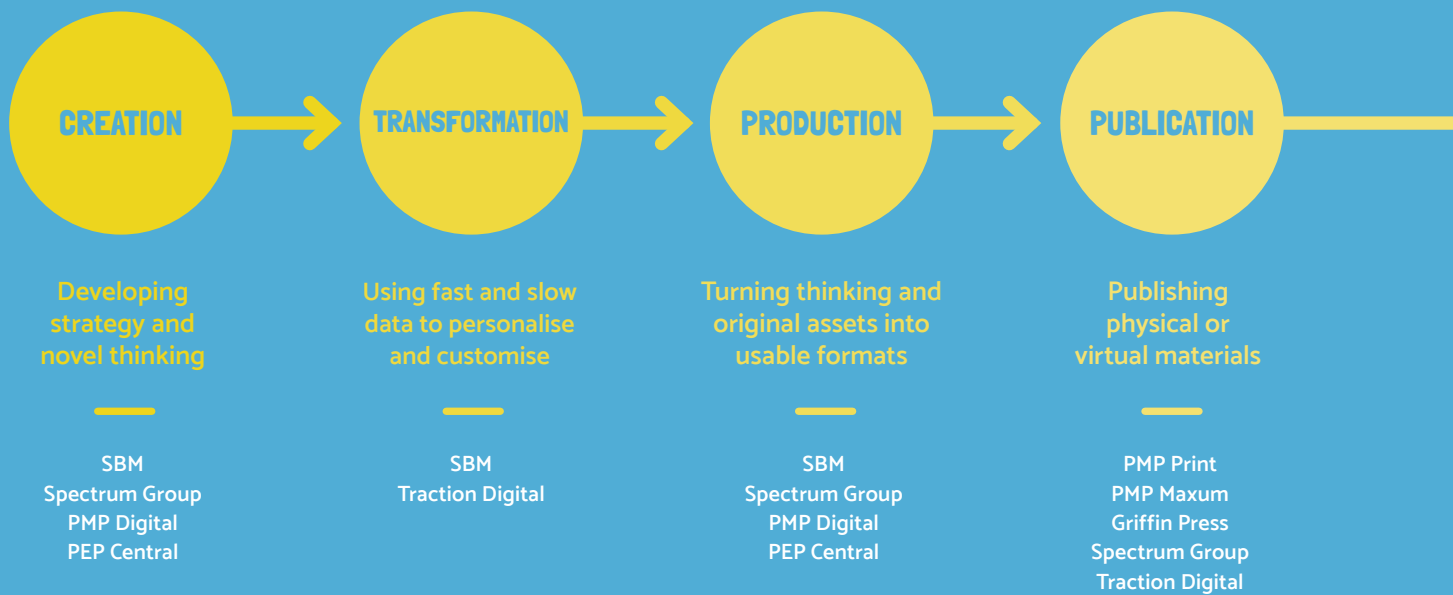 CREATION
Developing
strategy and
novel thinking
SBM
Spectrum Group
PMP Digital
PEP Central
TRANSFORMATION
Using fast and slow
data to personalise
and customise
SBM
Traction Digital
PRODUCTION
Turning thinking and
original assets into
usable formats
SBM
Spectrum Group
PMP Digital
PEP Central
PUBLICATION
Publishing
physical or
virtual materials
PMP Print
PMP Maxum
Griffin Press
Spectrum Group
Traction Digital